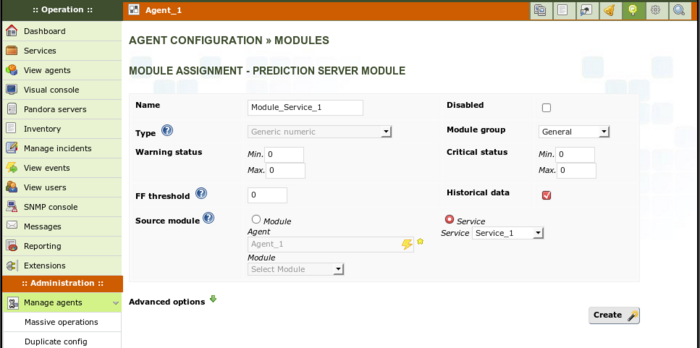 :: Operation ::
Agent_1
Dashboard
Services
View agents
Visual console
Pandora servers
Inventory
Manage incidents
View events
View users
SNMP console
Messages
Reporting
Extensions
:: Administration ::
Manage agents
Massive operations
Duplicate config
AGENT CONFIGURATION » MODULES
MODULE ASSIGNMENT - PREDICTION SERVER MODULE
Name Module_Service_1 Disabled
Type ? Generic numeric Module group General
Warning status Min. 0 Critical status Min. 0
Max. 0 Max. 0
FF threshold ? 0 Historical data
Source module ? Module Service
Agent Service Service_1
Agent_1
Module
Select Module
Advanced options
Create